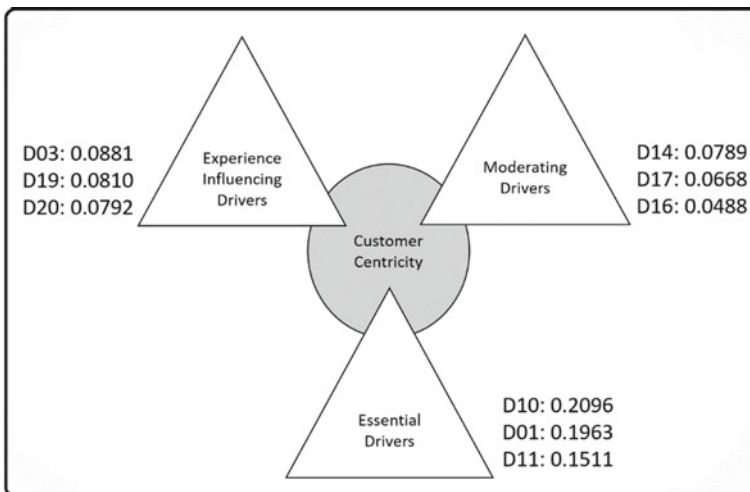 D03: 0.0881
D19: 0.0810
D20: 0.0792
Experience
Influencing
Drivers
Moderating
Drivers
D14: 0.0789
D17: 0.0668
D16: 0.0488
Customer
Centricity
Essential
Drivers
D10: 0.2096
D01: 0.1963
D11: 0.1511